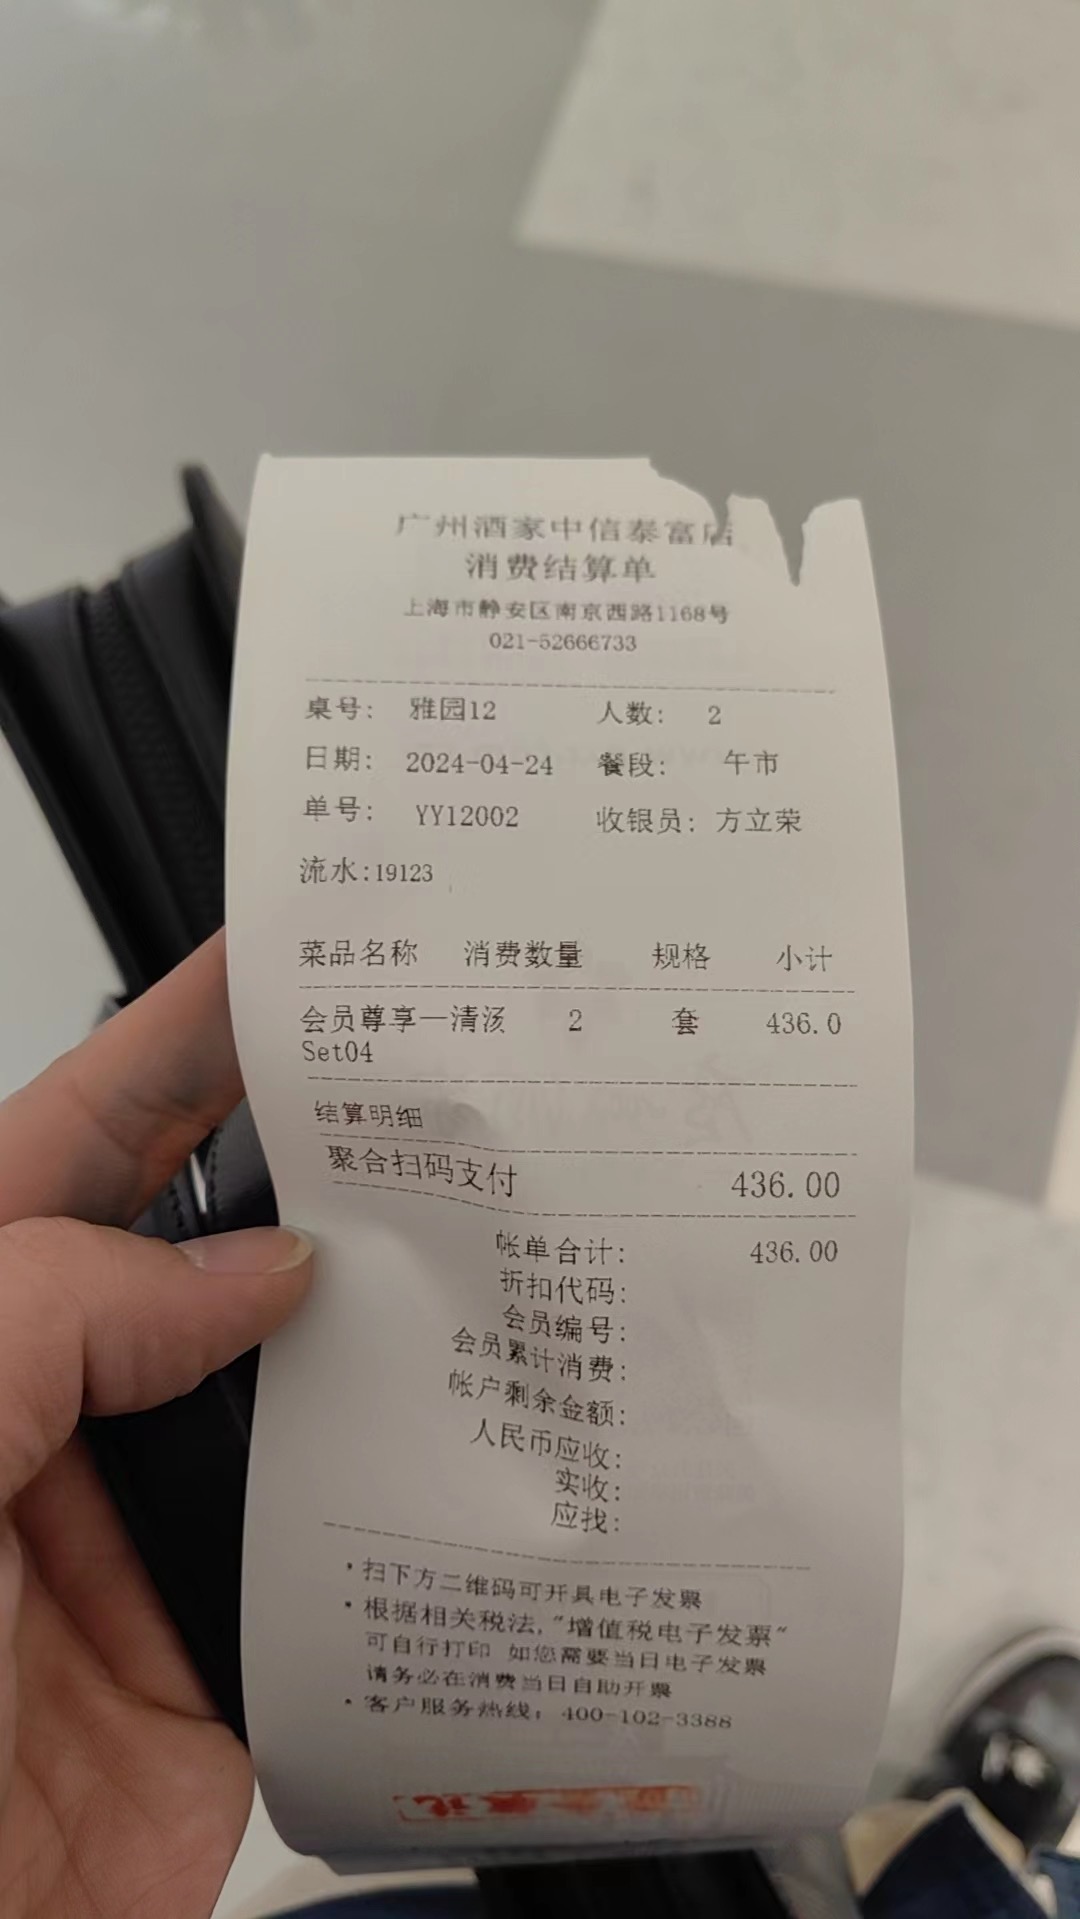 广州酒家中信泰富店
消费结算单
上海市静安区南京西路1168号
021-52666733
桌号: 雅园12 人数: 2
日期: 2024-04-24 餐段: 午市
单号: YY12002 收银员: 方立荣
流水:19123
菜品名称 消费数量 规格 小计
会员尊享一清汤 2 套 436.0
Set04
结算明细
聚合扫码支付 436.00
帐单合计: 436.00
折扣代码:
会员编号:
会员累计消费:
帐户剩余金额:
人民币应收:
实收:
应找:
·扫下方二维码可开具电子发票
·根据相关税法,"增值税电子发票"
可自行打印 如您需要当日电子发票
请务必在消费当日自助开票
·客户服务热线: 400-102-3388